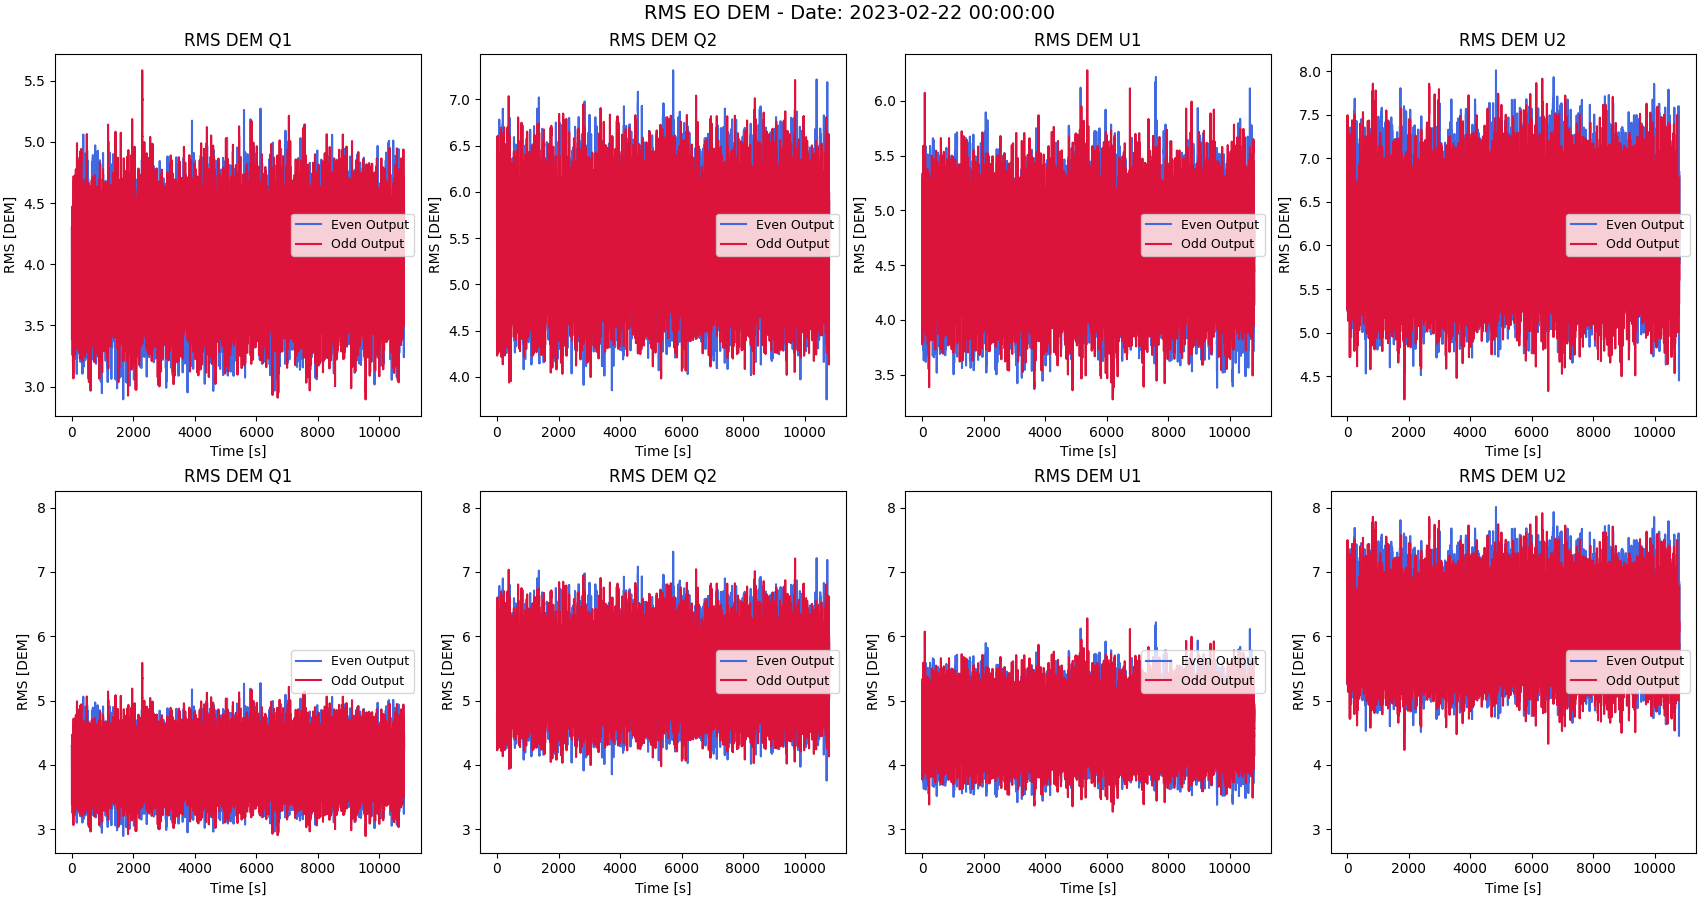 RMS EO DEM - Date: 2023-02-22 00:00:00
RMS DEM Q1
RMS [DEM]
5.5
5.0
4.5
4.0
3.5
3.0
Even Output
Odd Output
0 2000 4000 6000 8000 10000
Time [s]
RMS DEM Q2
RMS [DEM]
7.0
6.5
6.0
5.5
5.0
4.5
4.0
Even Output
Odd Output
0 2000 4000 6000 8000 10000
Time [s]
RMS DEM U1
RMS [DEM]
6.0
5.5
5.0
4.5
4.0
3.5
Even Output
Odd Output
0 2000 4000 6000 8000 10000
Time [s]
RMS DEM U2
RMS [DEM]
8.0
7.5
7.0
6.5
6.0
5.5
5.0
4.5
Even Output
Odd Output
0 2000 4000 6000 8000 10000
Time [s]
RMS DEM Q1
RMS [DEM]
8
7
6
5
4
3
Even Output
Odd Output
0 2000 4000 6000 8000 10000
Time [s]
RMS DEM Q2
RMS [DEM]
8
7
6
5
4
3
Even Output
Odd Output
0 2000 4000 6000 8000 10000
Time [s]
RMS DEM U1
RMS [DEM]
8
7
6
5
4
3
Even Output
Odd Output
0 2000 4000 6000 8000 10000
Time [s]
RMS DEM U2
RMS [DEM]
8
7
6
5
4
3
Even Output
Odd Output
0 2000 4000 6000 8000 10000
Time [s]